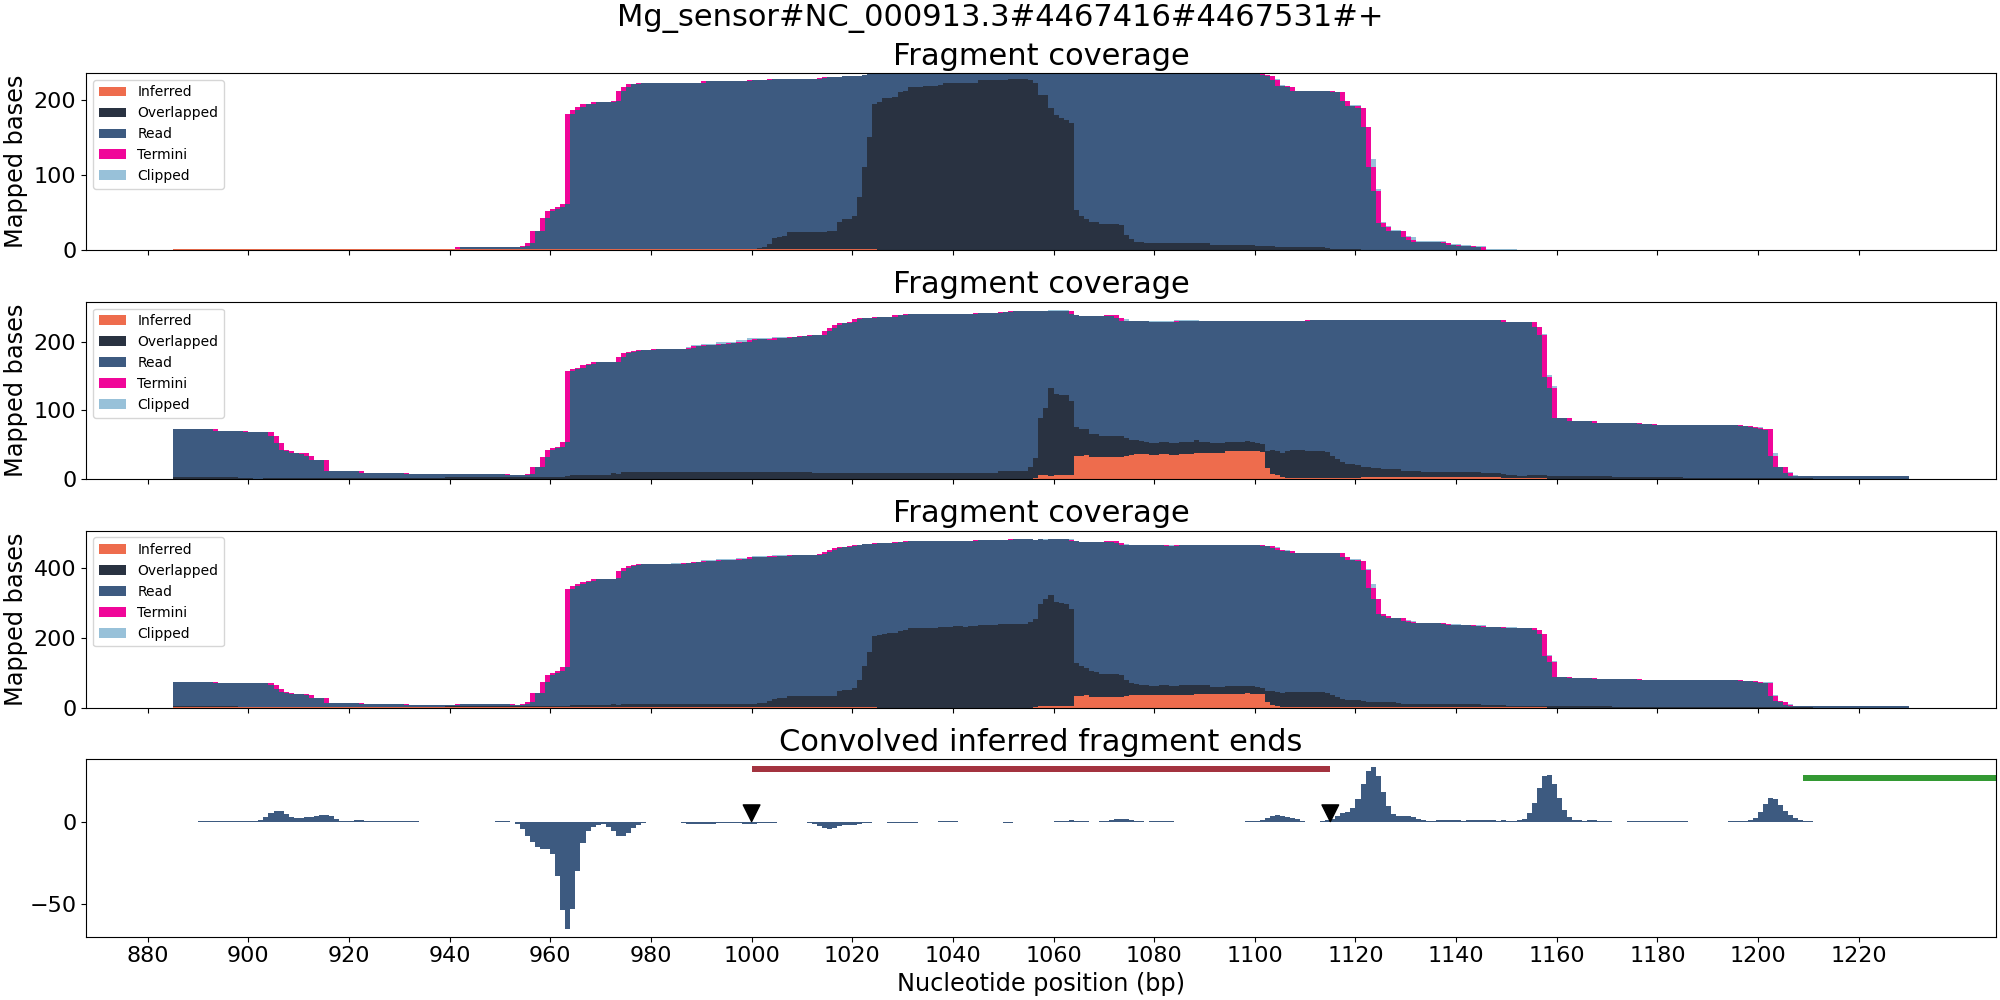 Mg_sensor#NC_000913.3#4467416#4467531#+
Fragment coverage
Mapped bases
200
100
0
Inferred
Overlapped
Read
Termini
Clipped
Fragment coverage
Mapped bases
200
100
0
Inferred
Overlapped
Read
Termini
Clipped
Fragment coverage
Mapped bases
400
200
0
Inferred
Overlapped
Read
Termini
Clipped
Convolved inferred fragment ends
0
−50
880 900 920 940 960 980 1000 1020 1040 1060 1080 1100 1120 1140 1160 1180 1200 1220
Nucleotide position (bp)